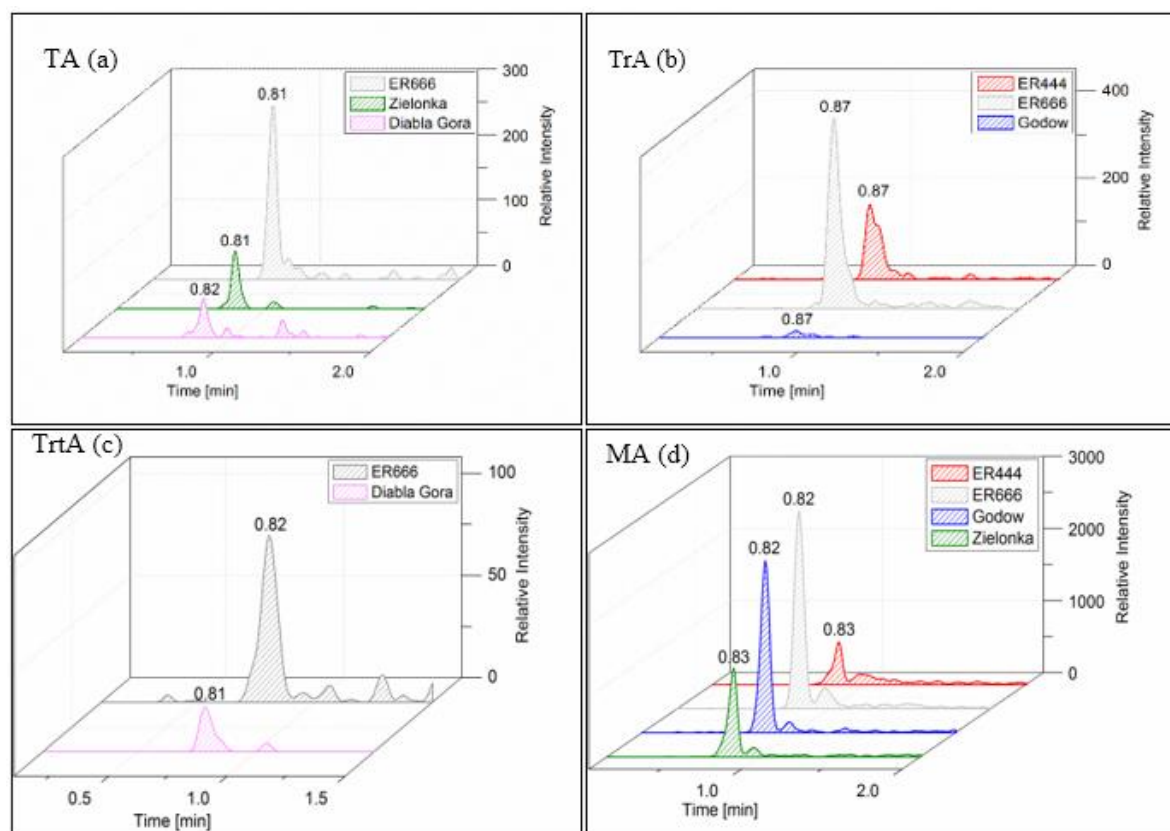 TA (a)
ER666
Zielonka
Diabla Gora
0.81
0.81
0.82
300
200
100
0
Relative Intensity
1.0
2.0
Time [min]
TrA (b)
ER444
ER666
Godow
0.87
0.87
0.87
400
200
0
Relative Intensity
1.0
2.0
Time [min]
TrtA (c)
ER666
Diabla Gora
0.82
0.81
100
50
0
Relative Intensity
0.5
1.0
1.5
Time [min]
MA (d)
ER444
ER666
Godow
Zielonka
0.82
0.82
0.83
0.83
3000
2000
1000
0
Relative Intensity
1.0
2.0
Time [min]